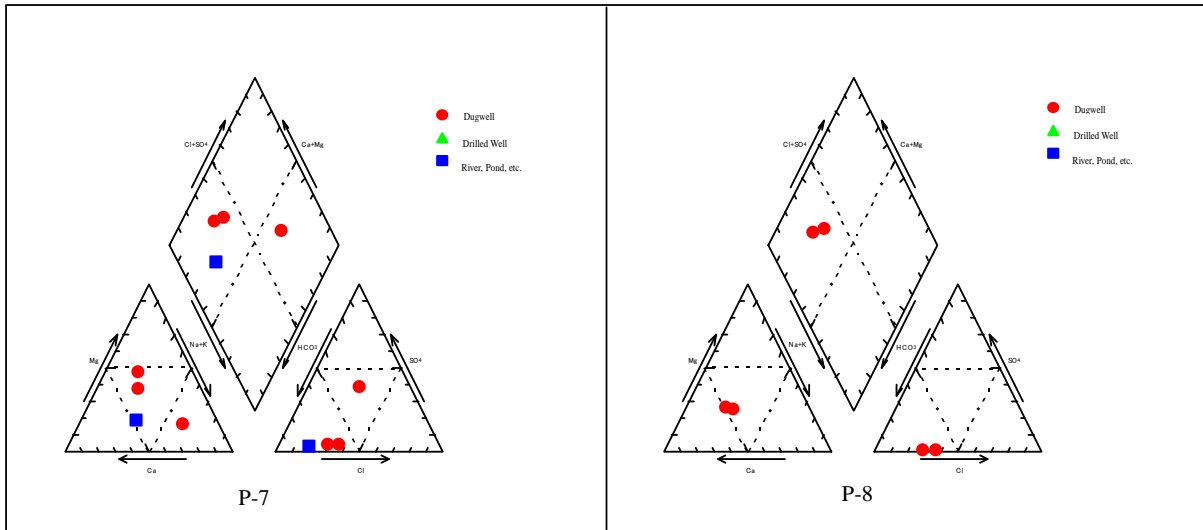 Dugwell
Drilled Well
River, Pond, etc.
Cl+SO4
Ca+Mg
Mg
Na+K
HCO3
SO4
Ca
Cl
P-7
Dugwell
Drilled Well
River, Pond, etc.
Cl+SO4
Ca+Mg
Mg
Na+K
HCO3
SO4
Ca
Cl
P-8